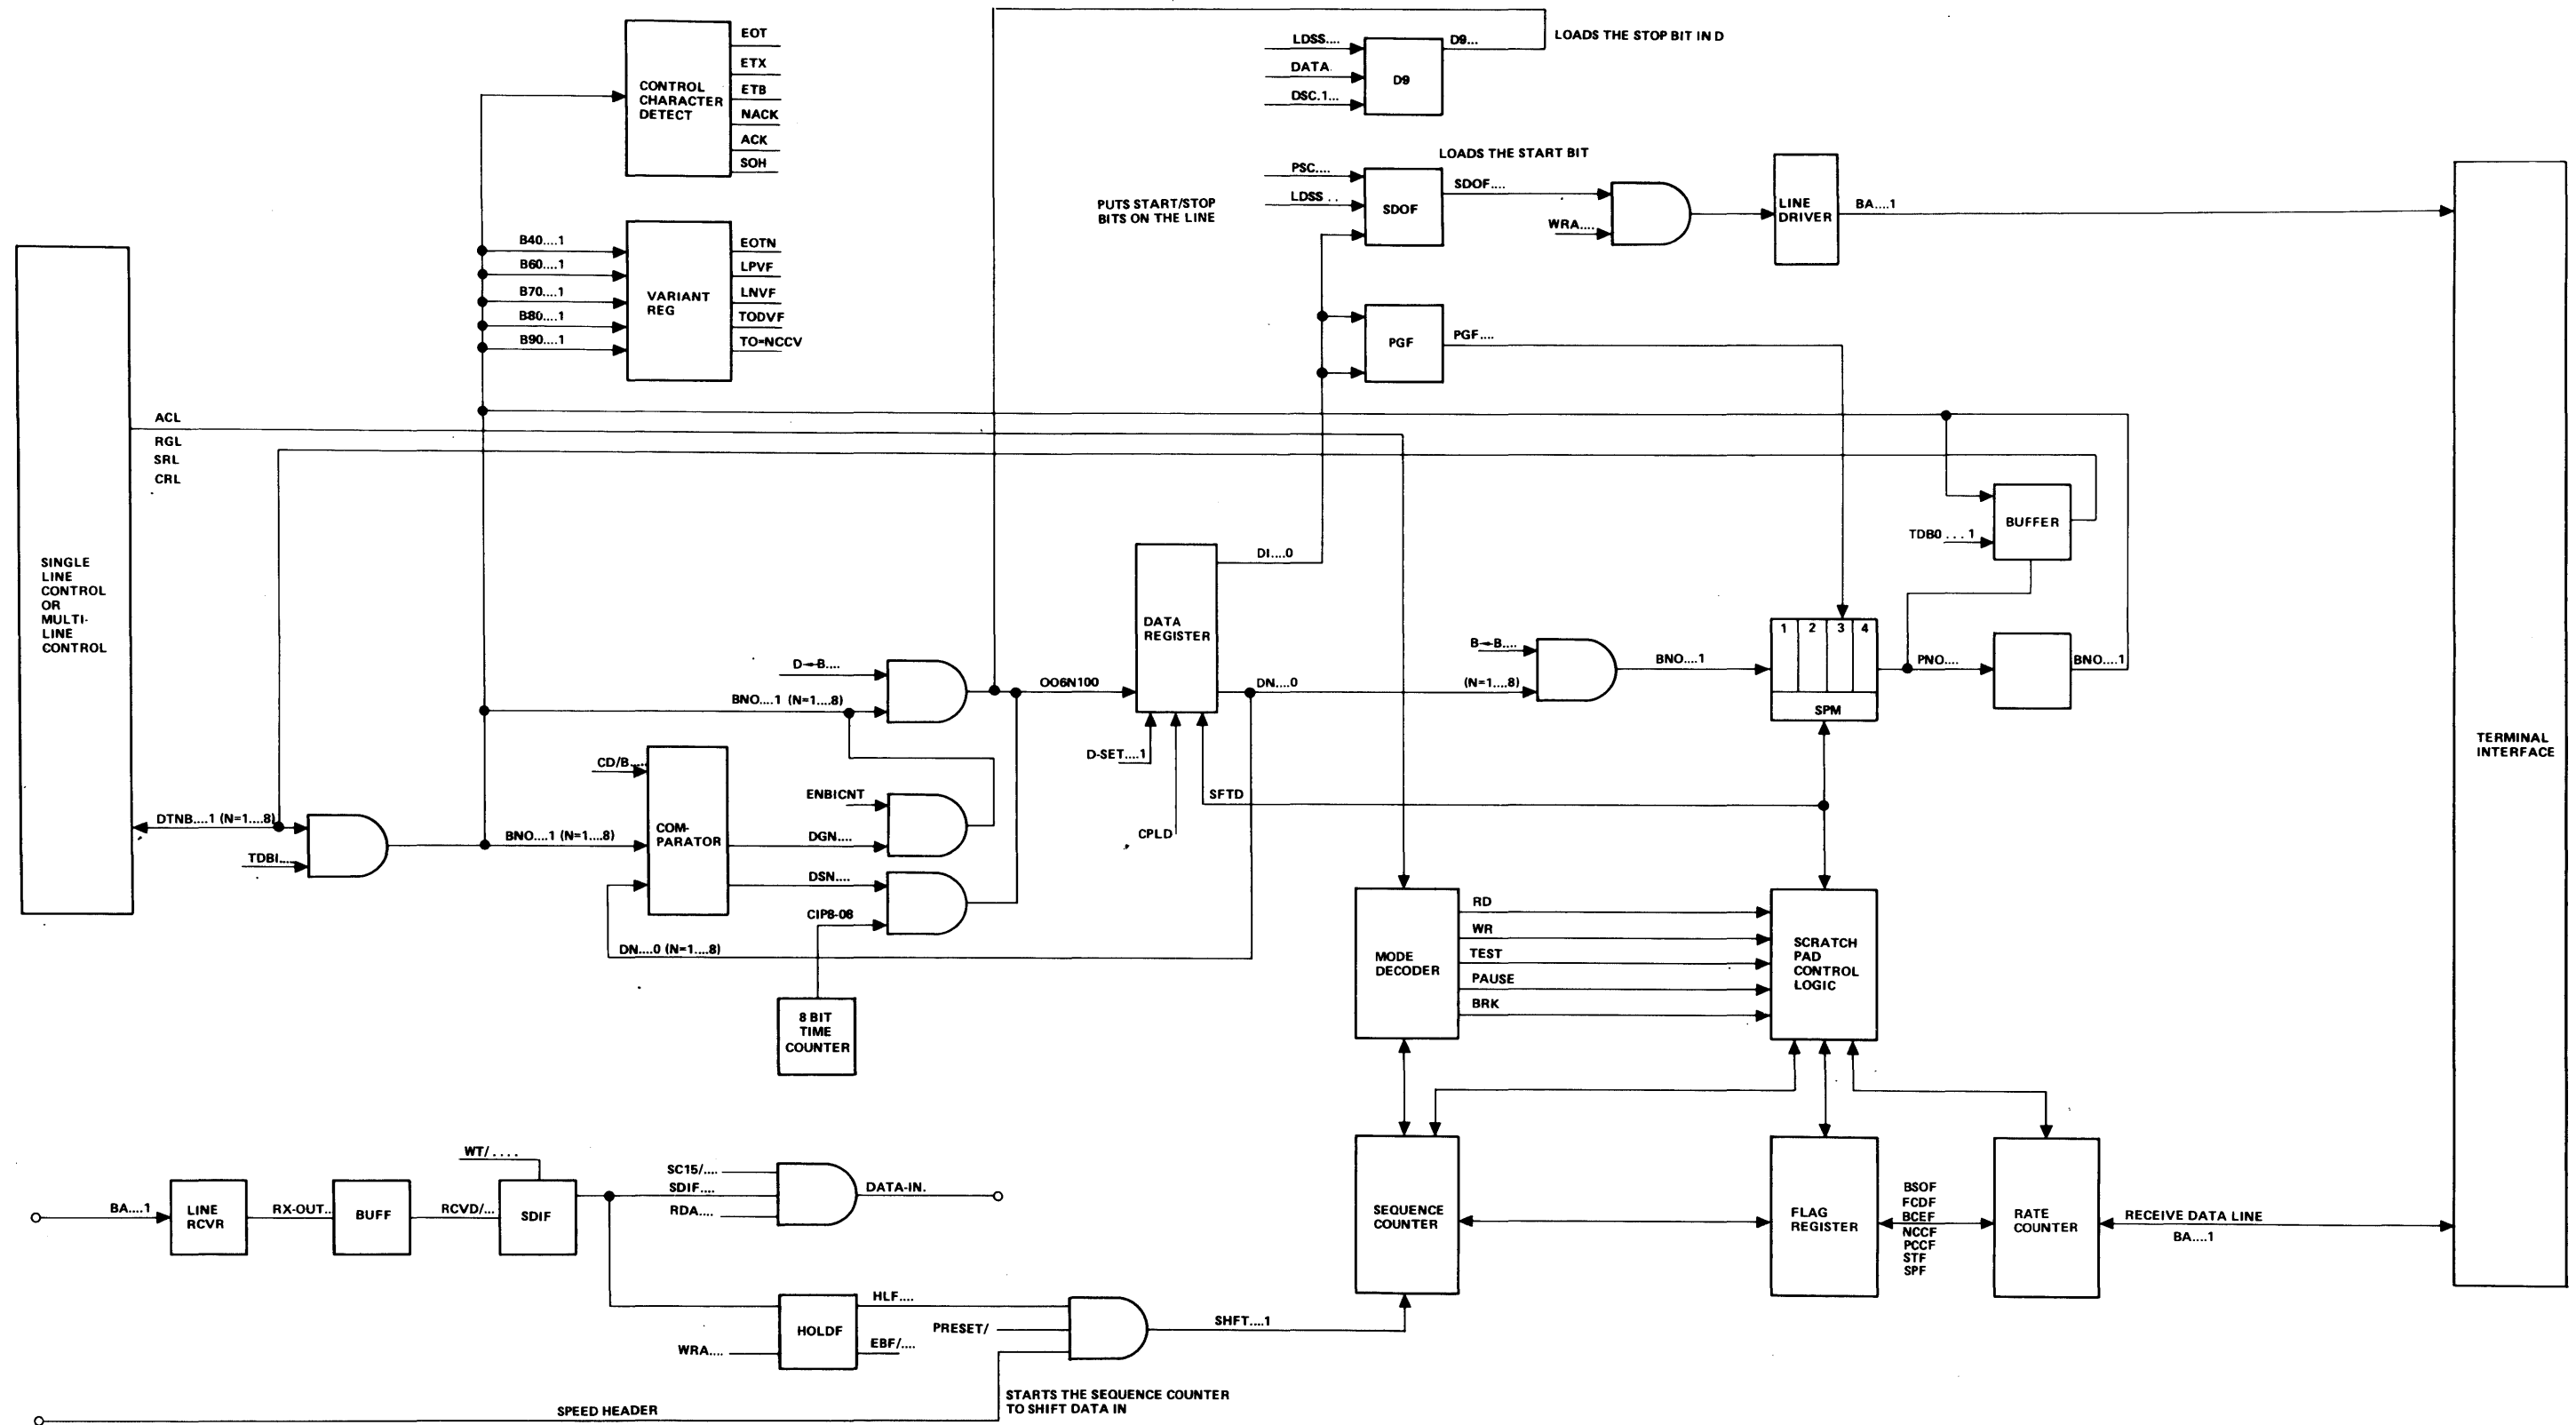 EOT
ETX
ETB
NACK
ACK
SOH
CONTROL
CHARACTER
DETECT
LDSS....
DATA.
DSC.1...
D9
D9...
LOADS THE STOP BIT IN D
PUTS START/STOP
BITS ON THE LINE
PSC....
LDSS ..
SDOF
LOADS THE START BIT
SDOF....
WRA....
LINE
DRIVER
BA....1
B40....1
B60....1
B70....1
B80....1
B90....1
VARIANT
REG
EOTN
LPVF
LNVF
TODVF
TO=NCCV
PGF
PGF....
ACL
RGL
SRL
CRL
SINGLE
LINE
CONTROL
OR
MULTI-
LINE
CONTROL
BUFFER
TDB0 ... 1
DI....0
DATA
REGISTER
D←B....
BNO....1 (N=1....8)
OO6N100
DN....0
(N=1....8)
B←B....
BNO....1
1 2 3 4
SPM
PNO....
BNO....1
TERMINAL
INTERFACE
D-SET....1
CPLD
SFTD
CD/B.....
COM-
PARATOR
ENBICNT
DGN....
DSN....
CIP8-08
DTNB....1 (N=1....8)
TDBI....
BNO....1 (N=1....8)
DN....0 (N=1....8)
8 BIT
TIME
COUNTER
MODE
DECODER
RD
WR
TEST
PAUSE
BRK
SCRATCH
PAD
CONTROL
LOGIC
WT/....
BA....1
LINE
RCVR
RX-OUT..
BUFF
RCVD/...
SDIF
SC15/....
SDIF....
RDA....
DATA-IN.
SEQUENCE
COUNTER
FLAG
REGISTER
BSOF
FCDF
BCEF
NCCF
PCCF
STF
SPF
RATE
COUNTER
RECEIVE DATA LINE
BA....1
HOLDF
WRA....
HLF....
EBF/....
PRESET/
SHFT....1
STARTS THE SEQUENCE COUNTER
TO SHIFT DATA IN
SPEED HEADER